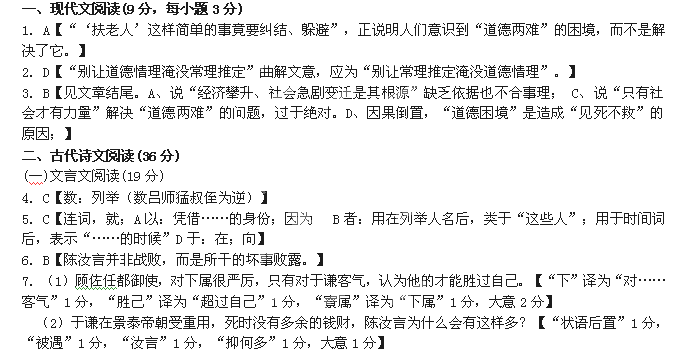 一、现代文阅读(9 分，每小题 3 分)
1. A【“ ‘扶老人’这样简单的事竟要纠结、躲避”，正说明人们意识到“道德两难”的困境，而不是解
决了它。】
2. D【“别让道德情理淹没常理推定”曲解文意，应为“别让常理推定淹没道德情理”。】
3. B【见文章结尾。A、说“经济攀升、社会急剧变迁是其根源”缺乏依据也不合事理； C、说“只有社
会才有力量”解决“道德两难”的问题，过于绝对。D、因果倒置，“道德困境”是造成“见死不救”的
原因；】
二、古代诗文阅读(36 分)
(一)文言文阅读(19 分)
4. C【数：列举（数吕师猛叔侄为逆）】
5. C【连词，就；A以：凭借……的身份；因为 B者：用在列举人名后，类于“这些人”；用于时间词
后，表示“……的时候”D于：在；向】
6. B【陈汝言并非战败，而是所干的坏事败露。】
7. （1）顾佐任都御使，对下属很严厉，只有对于谦客气，认为他的才能胜过自己。【“下”译为“对……
客气”1 分，“胜己”译为“超过自己”1 分，“寮属”译为“下属”1 分，大意 2 分】
（2）于谦在景泰帝朝受重用，死时没有多余的钱财，陈汝言为什么会有这样多？【“状语后置”1 分，
“被遇”1 分，“汝言”1 分，“抑何多”1 分，大意 1 分】